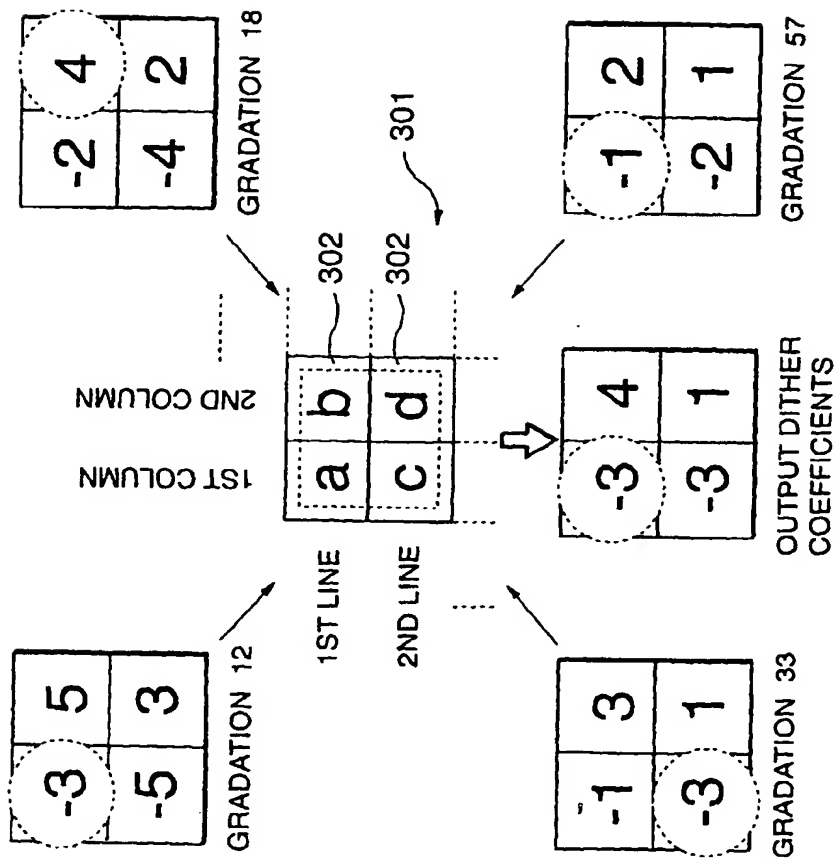 -3 5
-5 3
GRADATION 12
-2 4
-4 2
GRADATION 18
1ST COLUMN
2ND COLUMN
1ST LINE
a b
302
2ND LINE
c d
302
301
-1 3
-3 1
GRADATION 33
-3 4
-3 1
OUTPUT DITHER
COEFFICIENTS
-1 2
-2 1
GRADATION 57